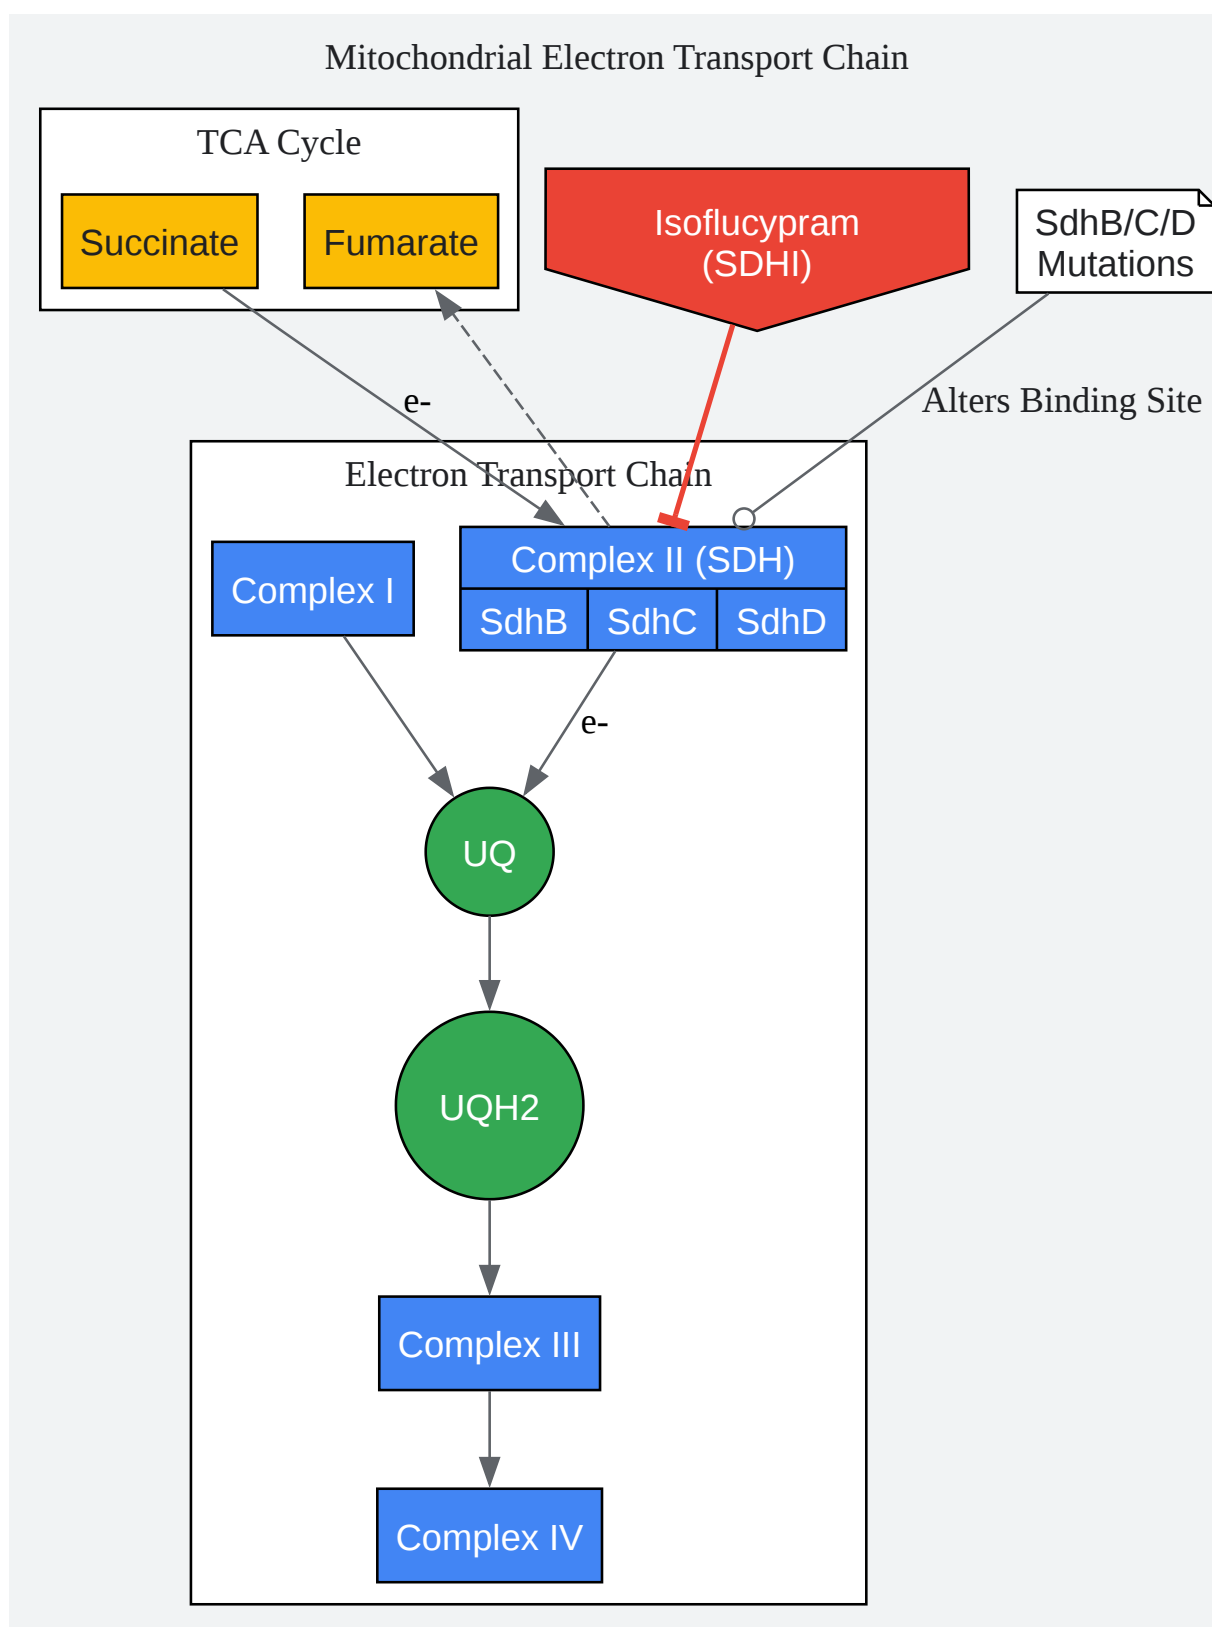 Mitochondrial Electron Transport Chain
TCA Cycle
Succinate
Fumarate
Isoflucypram
(SDHI)
SdhB/C/D
Mutations
e-
Alters Binding Site
Electron Transport Chain
Complex I
Complex II (SDH)
SdhB
SdhC
SdhD
e-
UQ
UQH2
Complex III
Complex IV